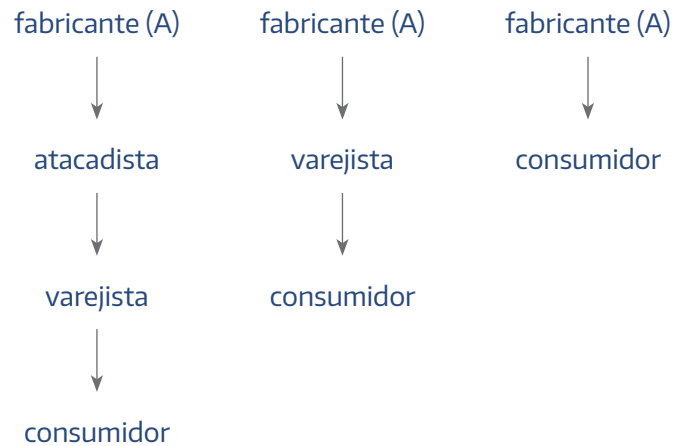 fabricante (A) fabricante (A) fabricante (A)
atacadista varejista consumidor
varejista consumidor
consumidor